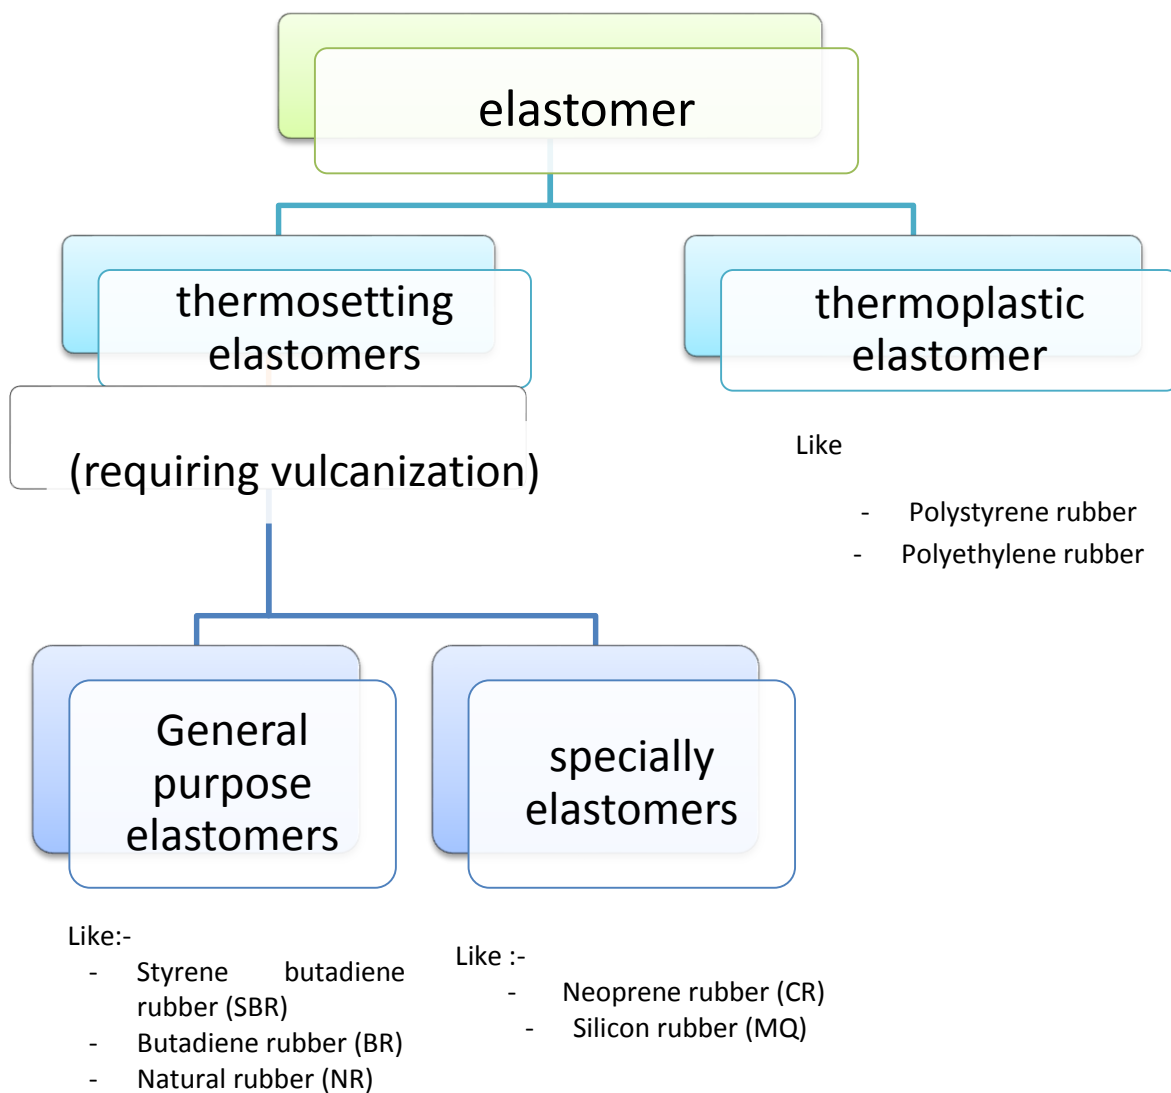 elastomer
thermosetting
elastomers
thermoplastic
elastomer
(requiring vulcanization)
Like
- Polystyrene rubber
- Polyethylene rubber
General
purpose
elastomers
specially
elastomers
Like:-
- Styrene butadiene
rubber (SBR)
- Butadiene rubber (BR)
- Natural rubber (NR)
Like :-
- Neoprene rubber (CR)
- Silicon rubber (MQ)